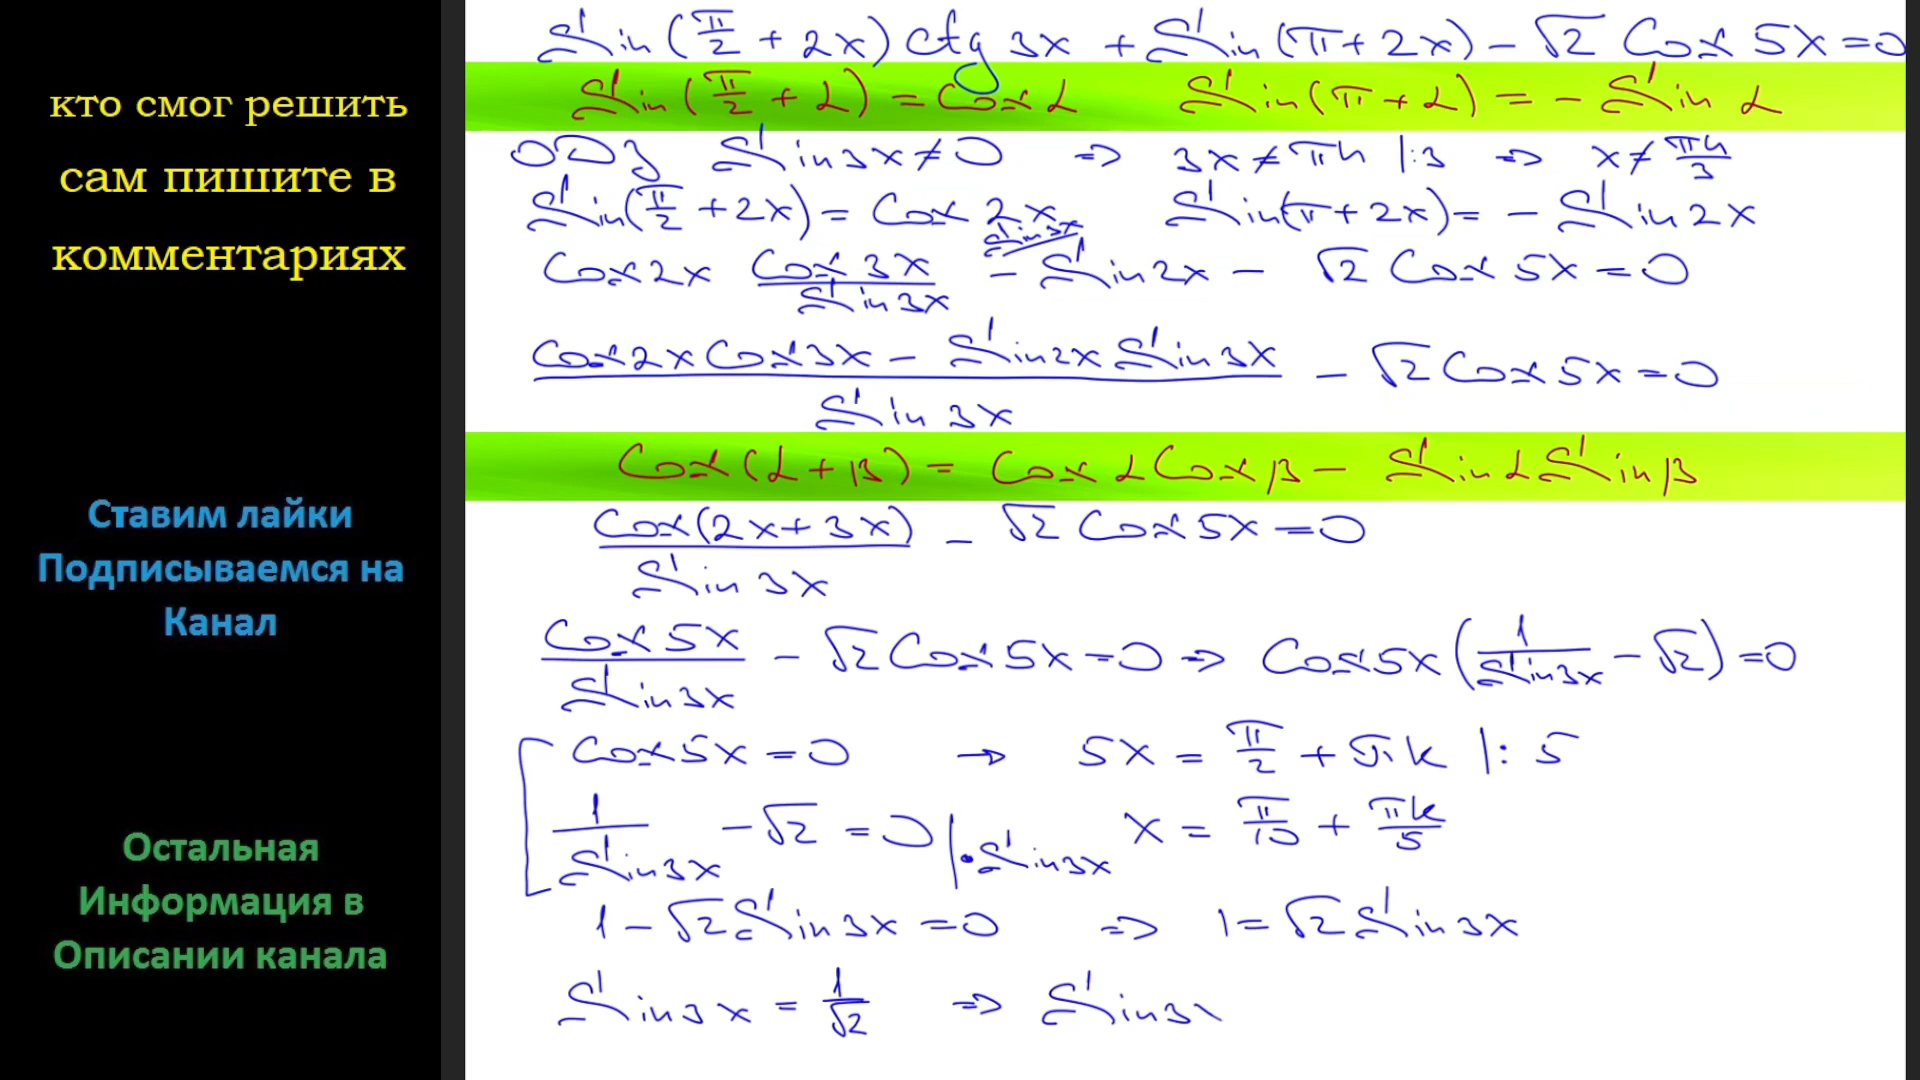 кто смог решить
сам пишите в
комментариях
Ставим лайки
Подписываемся на
Канал
Остальная
Информация в
Описании канала
Sin(π/2 + 2x) ctg 3x + Sin(π + 2x) − √2 Cos 5x = 0
Sin(π/2 + α) = Cos α Sin(π + α) = − Sin α
ОДЗ Sin 3x ≠ 0 => 3x ≠ πn |:3 => x ≠ πn/3
Sin(π/2 + 2x) = Cos 2x Sin(π + 2x) = − Sin 2x
Cos 2x Cos 3x / Sin 3x − Sin 2x − √2 Cos 5x = 0
Sin 3x
Cos 2x Cos 3x − Sin 2x Sin 3x / Sin 3x − √2 Cos 5x = 0
Cos(α + β) = Cos α Cos β − Sin α Sin β
Cos(2x + 3x) / Sin 3x − √2 Cos 5x = 0
Cos 5x / Sin 3x − √2 Cos 5x = 0 => Cos 5x (1/Sin 3x − √2) = 0
Cos 5x = 0 → 5x = π/2 + πk |: 5
1/Sin 3x − √2 = 0 | · Sin 3x x = π/10 + πk/5
1 − √2 Sin 3x = 0 => 1 = √2 Sin 3x
Sin 3x = 1/√2 => Sin 3x